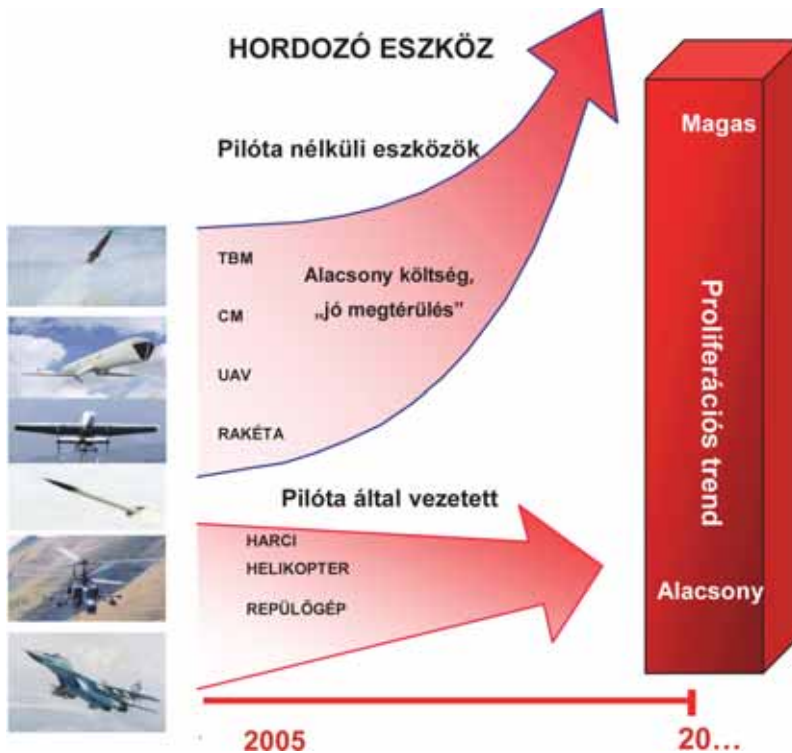 HORDOZÓ ESZKÖZ
Pilóta nélküli eszközök
TBM
CM
UAV
RAKÉTA
Alacsony költség,
„jó megtérülés”
Pilóta által vezetett
HARCI
HELIKOPTER
REPÜLŐGÉP
Magas
Proliferációs trend
Alacsony
2005
20…